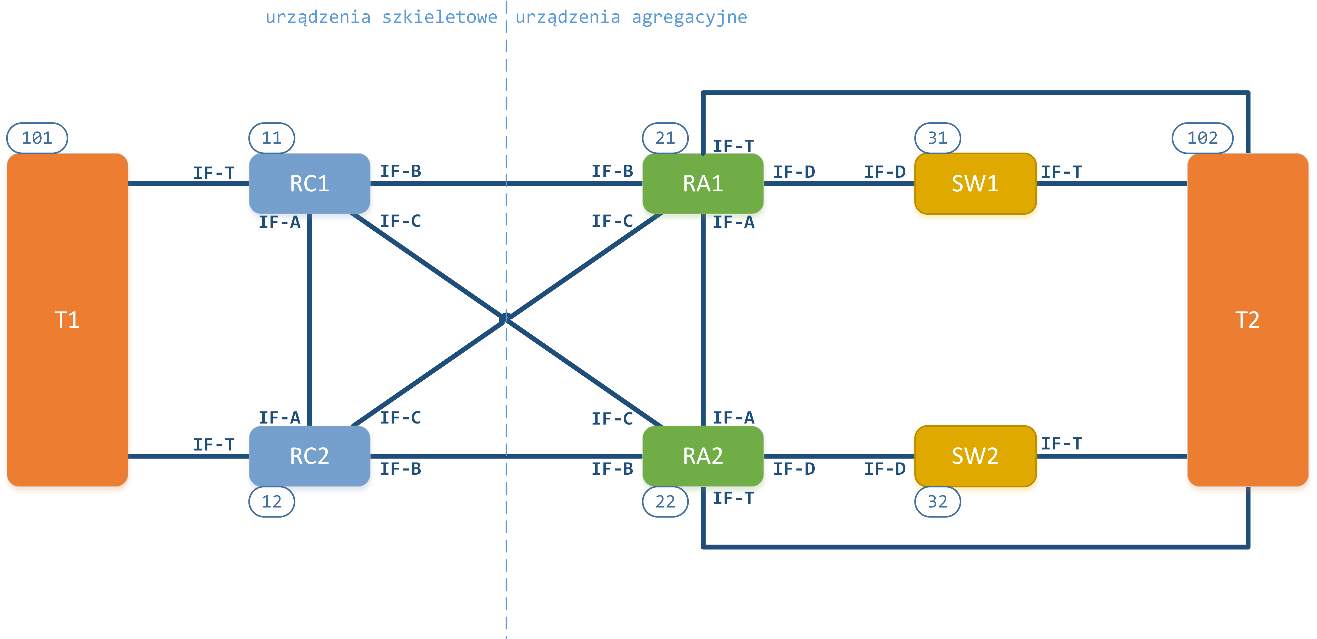 urządzenia szkieletowe urządzenia agregacyjne
101 11 21 31 102
IF-T
IF-T RC1 IF-B IF-B RA1 IF-D IF-D SW1 IF-T
IF-A IF-C IF-C IF-A
T1 T2
IF-A IF-C IF-C IF-A
IF-T RC2 IF-B IF-B RA2 IF-D IF-D SW2 IF-T
IF-T
12 22 32